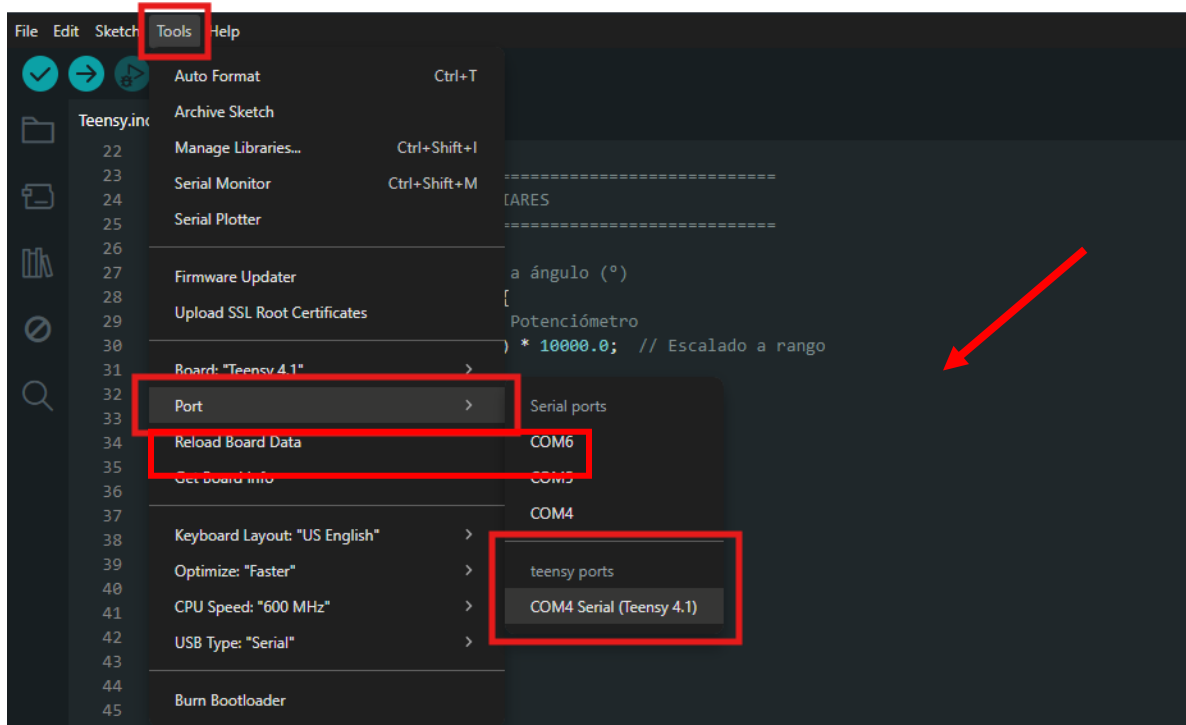 File Edit Sketch Tools Help
Auto Format Ctrl+T
Archive Sketch
Teensy.ino
Manage Libraries... Ctrl+Shift+I
22
23 ============================
Serial Monitor Ctrl+Shift+M
24 IARES
Serial Plotter
25 ============================
26
27 a ángulo (º)
Firmware Updater
28 {
Upload SSL Root Certificates
29 Potenciómetro
30 ) * 10000.0; // Escalado a rango
31
Board: "Teensy 4.1" >
32
Port > Serial ports
33
34
Reload Board Data COM6
35
Get Board Info COM5
36
37 COM4
38
Keyboard Layout: "US English" >
39
Optimize: "Faster" > teensy ports
40
CPU Speed: "600 MHz" > COM4 Serial (Teensy 4.1)
41
42
USB Type: "Serial" >
43
44
Burn Bootloader
45